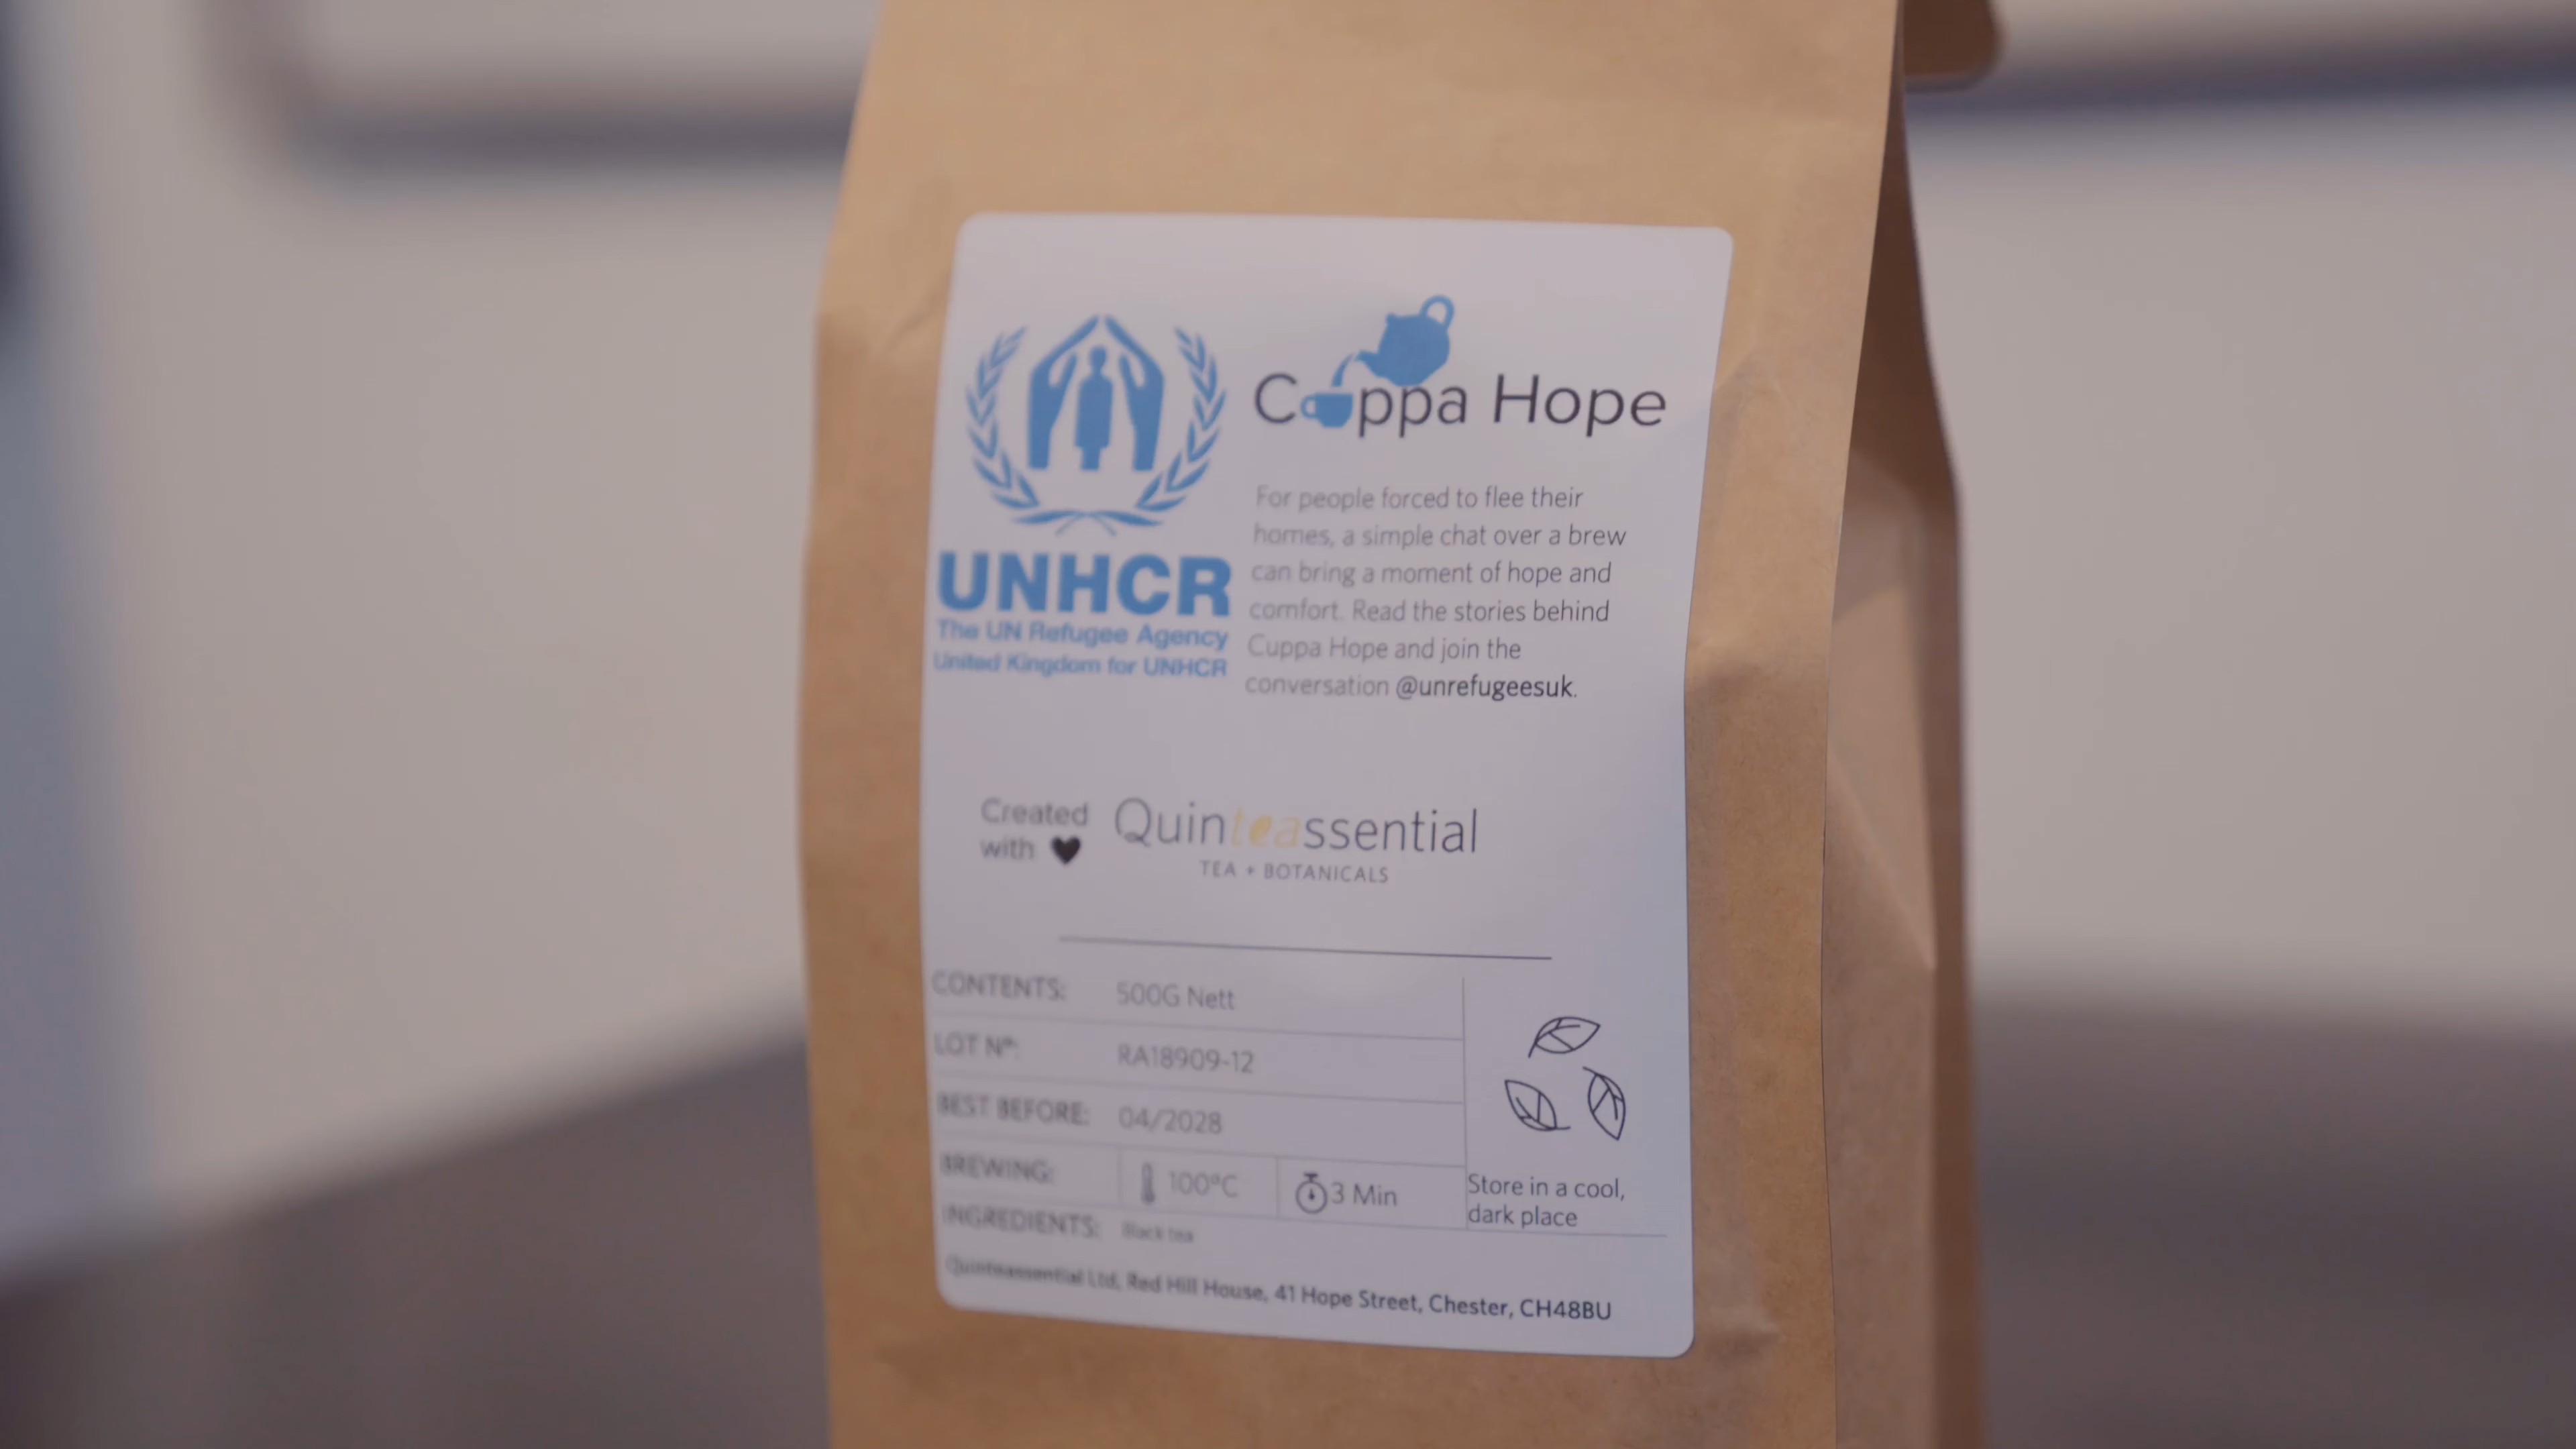 UNHCR
The UN Refugee Agency
United Kingdom for UNHCR
Cuppa Hope
For people forced to flee their
homes, a simple chat over a brew
can bring a moment of hope and
comfort. Read the stories behind
Cuppa Hope and join the
conversation @unrefugeesuk.
Created
with
Quinteassential
TEA + BOTANICALS
CONTENTS: 500G Nett
LOT Nº: RA18909-12
BEST BEFORE: 04/2028
BREWING: 100ºC 3 Min
INGREDIENTS: Black tea
Store in a cool,
dark place
Quinteassential Ltd, Red Hill House, 41 Hope Street, Chester, CH48BU